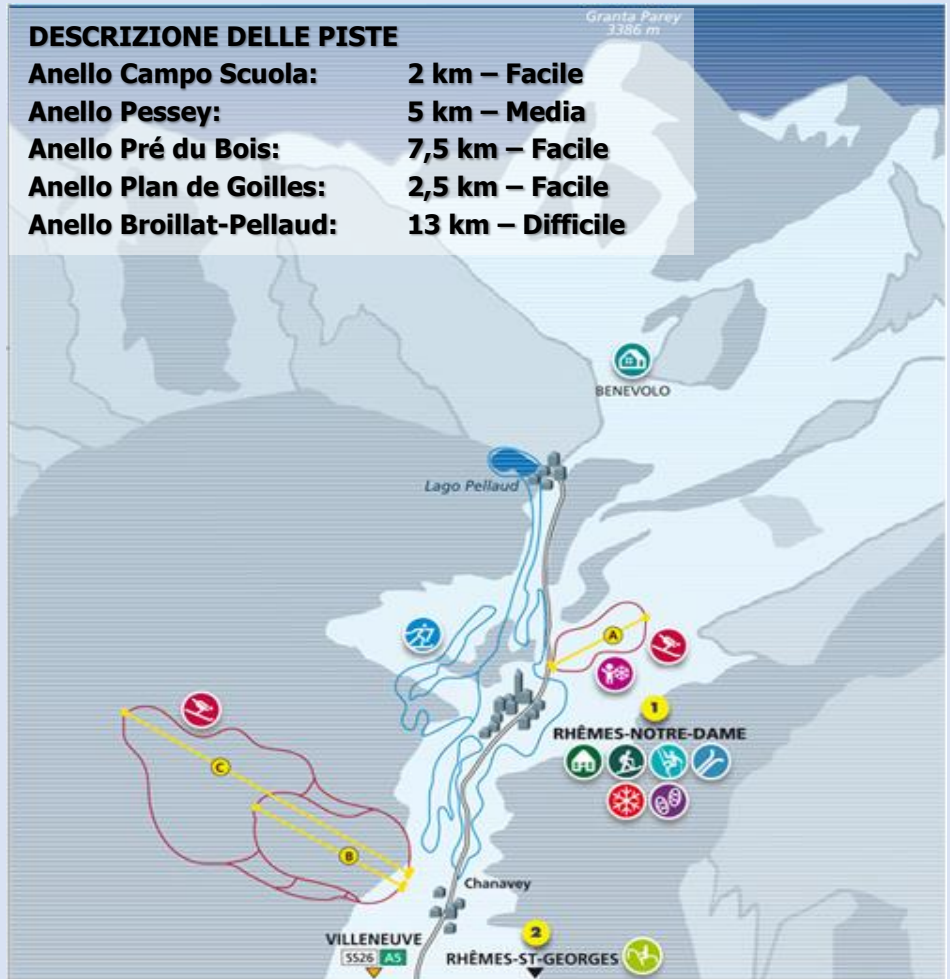 Granta Parey
3386 m
DESCRIZIONE DELLE PISTE
Anello Campo Scuola: 2 km – Facile
Anello Pessey: 5 km – Media
Anello Pré du Bois: 7,5 km – Facile
Anello Plan de Goilles: 2,5 km – Facile
Anello Broillat-Pellaud: 13 km – Difficile
BENEVOLO
Lago Pellaud
A
1
RHÊMES-NOTRE-DAME
C
B
Chanavey
VILLENEUVE
SS26 A5
2
RHÊMES-ST-GEORGES